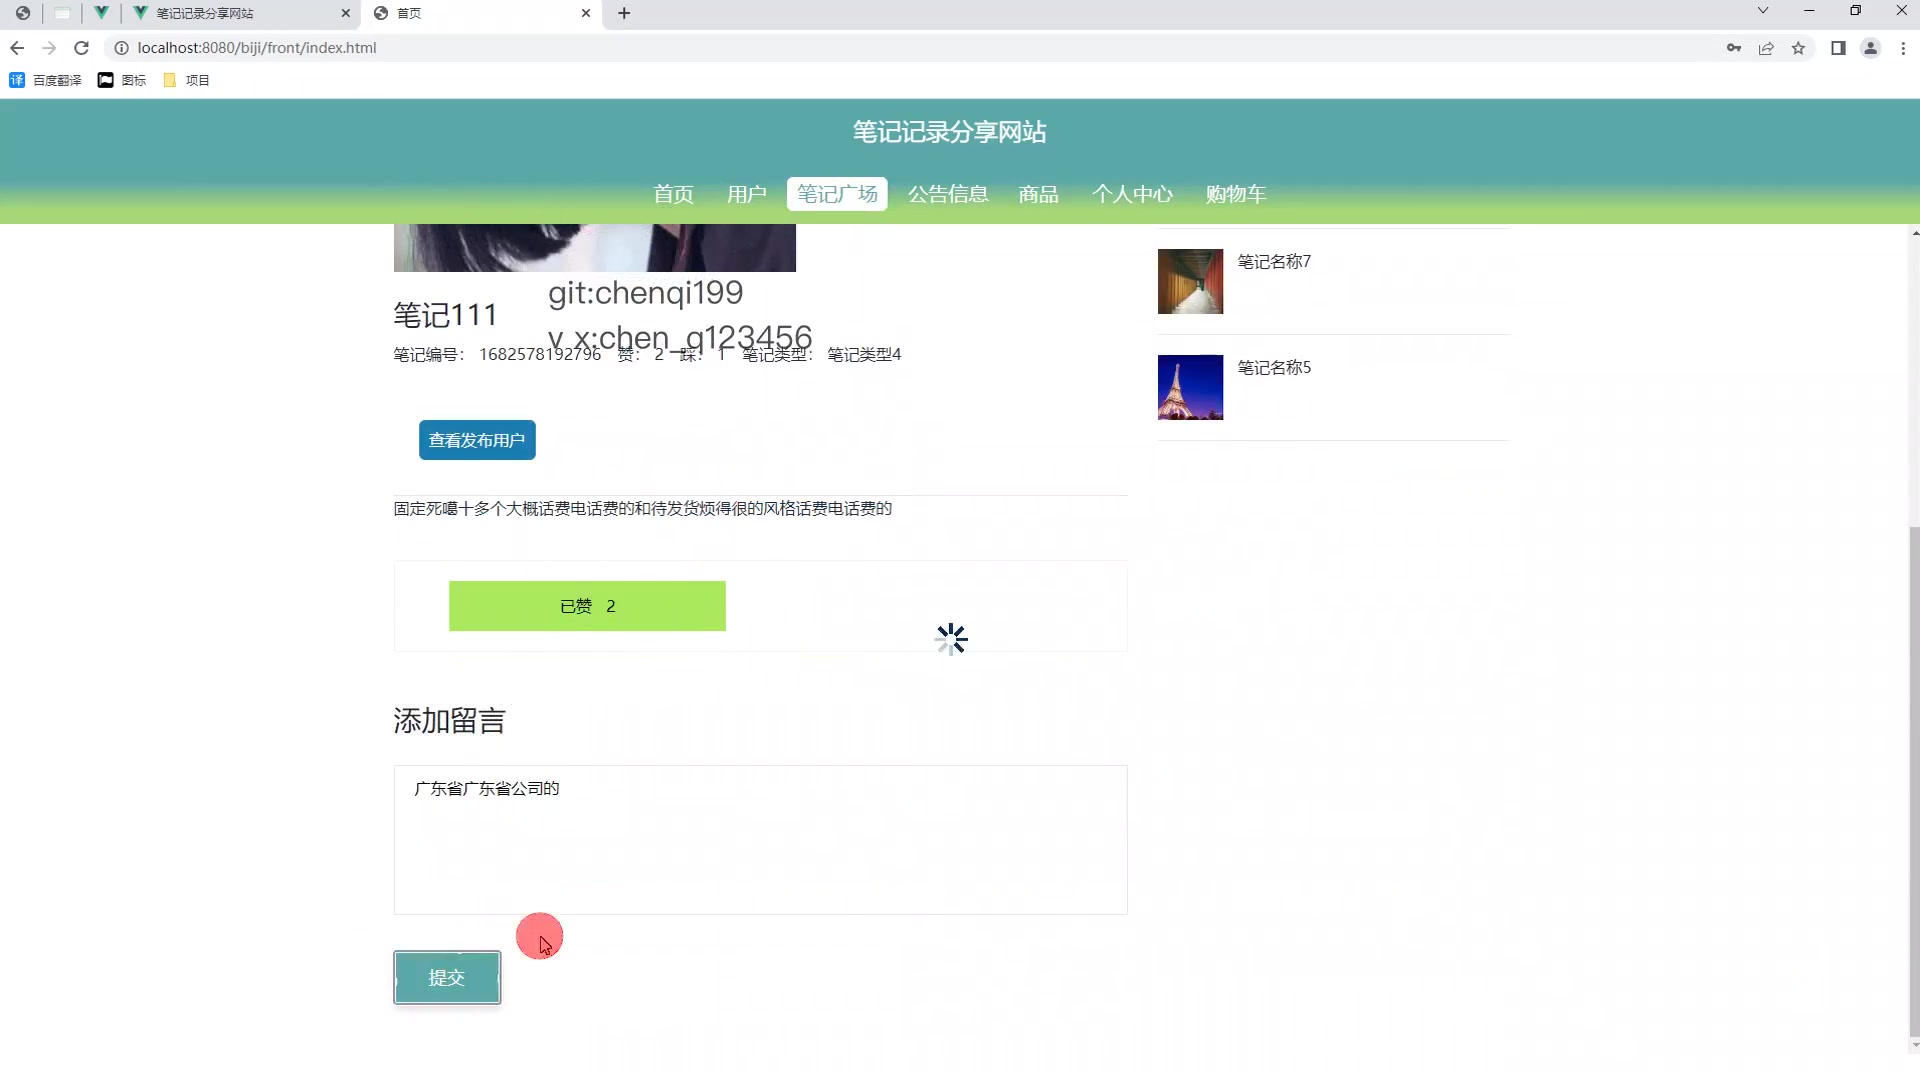 笔记记录分享网站
首页
localhost:8080/biji/front/index.html
百度翻译 图标 项目
笔记记录分享网站
首页 用户 笔记广场 公告信息 商品 个人中心 购物车
git:chenqi199
v x:chen_q123456
笔记111
笔记编号： 1682578192796 赞： 2 踩： 1 笔记类型： 笔记类型4
查看发布用户
固定死噶十多个大概话费电话费的和待发货烦得很的风格话费电话费的
已赞 2
添加留言
广东省广东省公司的
提交
笔记名称7
笔记名称5